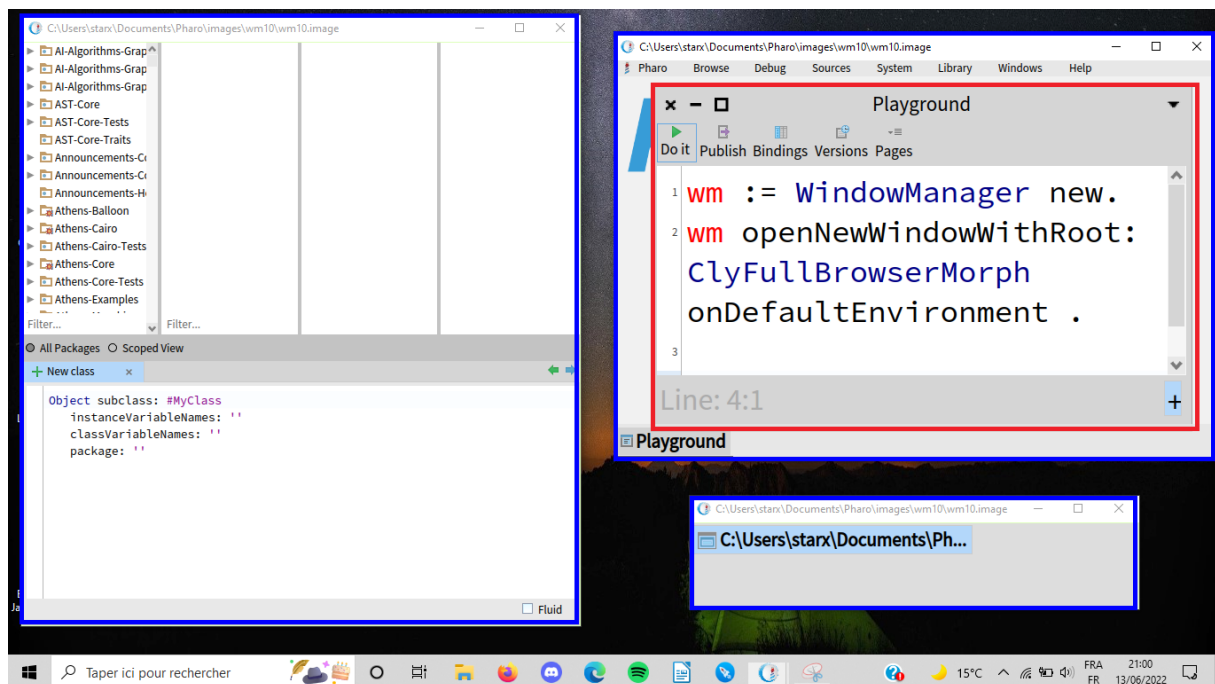 C:\Users\starx\Documents\Pharo\images\wm10\wm10.image
AI-Algorithms-Grap
AI-Algorithms-Grap
AI-Algorithms-Grap
AST-Core
AST-Core-Tests
AST-Core-Traits
Announcements-Co
Announcements-Co
Announcements-He
Athens-Balloon
Athens-Cairo
Athens-Cairo-Tests
Athens-Core
Athens-Core-Tests
Athens-Examples
Filter...
Filter...
All Packages
Scoped View
New class
Object subclass: #MyClass
instanceVariableNames: ''
classVariableNames: ''
package: ''
Fluid
C:\Users\starx\Documents\Pharo\images\wm10\wm10.image
Pharo Browse Debug Sources System Library Windows Help
Playground
Do it Publish Bindings Versions Pages
1 wm := WindowManager new.
2 wm openNewWindowWithRoot:
ClyFullBrowserMorph
onDefaultEnvironment .
3
Line: 4:1
+
Playground
C:\Users\starx\Documents\Pharo\images\wm10\wm10.image
C:\Users\starx\Documents\Ph...
Taper ici pour rechercher
15°C
FRA
FR
21:00
13/06/2022